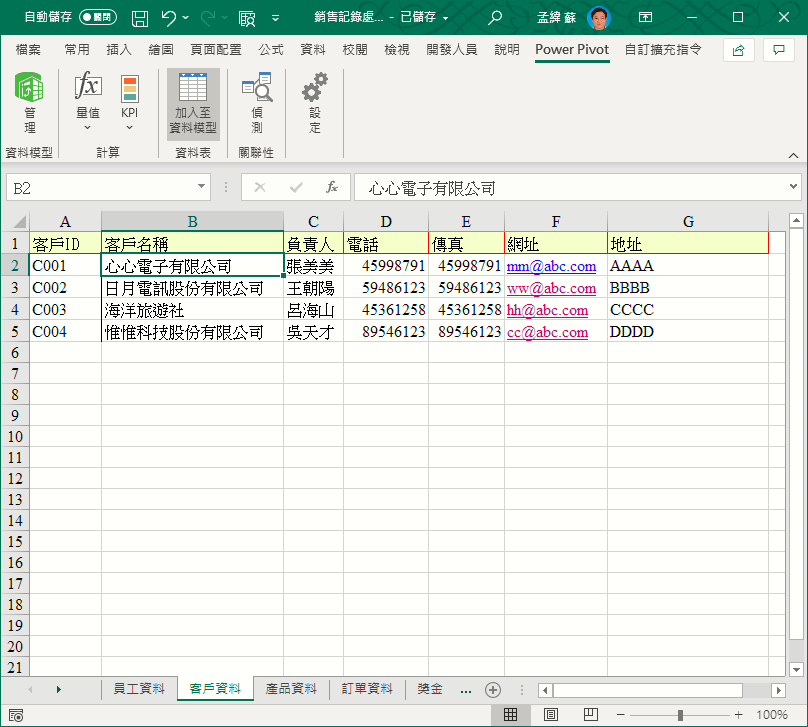 自動儲存 關閉 銷售記錄處... - 已儲存 孟緯 蘇
檔案 常用 插入 繪圖 頁面配置 公式 資料 校閱 檢視 開發人員 說明 Power Pivot 自訂擴充指令
管理 量值 KPI 加入至資料模型 偵測 設定
資料模型 計算 資料表 關聯性
B2 fx 心心電子有限公司
A B C D E F G
1 客戶ID 客戶名稱 負責人 電話 傳真 網址 地址
2 C001 心心電子有限公司 張美美 45998791 45998791 mm@abc.com AAAA
3 C002 日月電訊股份有限公司 王朝陽 59486123 59486123 ww@abc.com BBBB
4 C003 海洋旅遊社 呂海山 45361258 45361258 hh@abc.com CCCC
5 C004 惟惟科技股份有限公司 吳天才 89546123 89546123 cc@abc.com DDDD
6
7
8
9
10
11
12
13
14
15
16
17
18
19
20
21
員工資料 客戶資料 產品資料 訂單資料 獎金 ...
100%